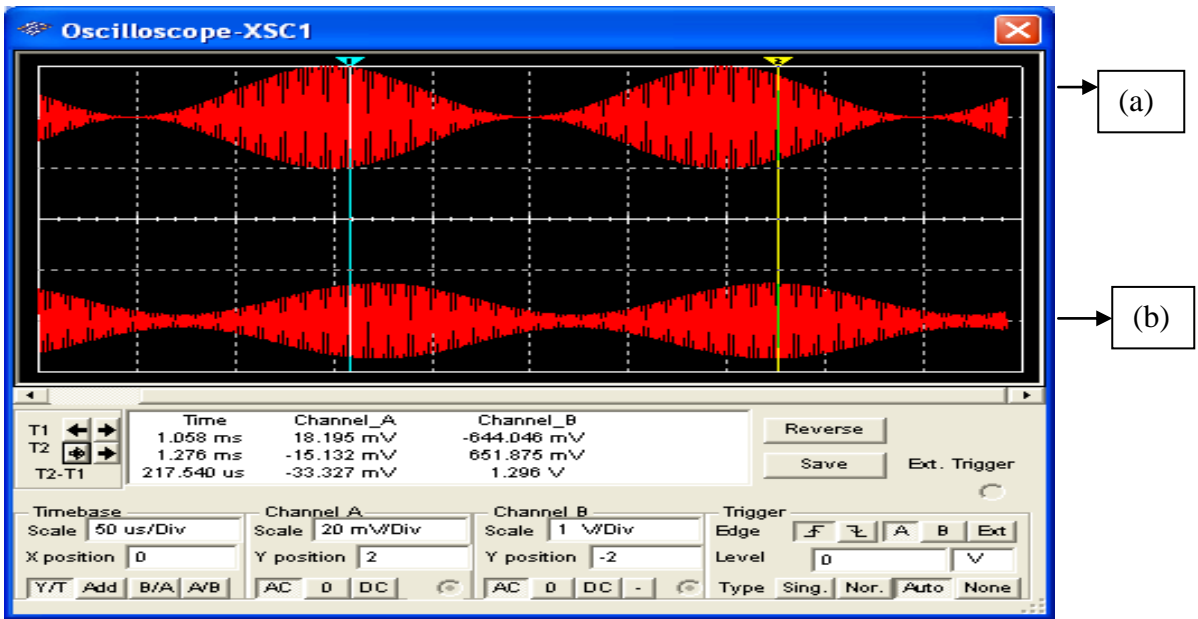 Oscilloscope-XSC1
1
2
(a)
(b)
Time Channel_A Channel_B
T1 1.058 ms 18.195 mV -644.046 mV
T2 1.276 ms -15.132 mV 651.875 mV
T2-T1 217.540 us -33.327 mV 1.296 V
Reverse
Save
Ext. Trigger
Timebase
Scale 50 us/Div
X position 0
Y/T Add B/A A/B
Channel A
Scale 20 mV/Div
Y position 2
AC 0 DC
Channel B
Scale 1 V/Div
Y position -2
AC 0 DC -
Trigger
Edge A B Ext
Level 0 V
Type Sing. Nor. Auto None